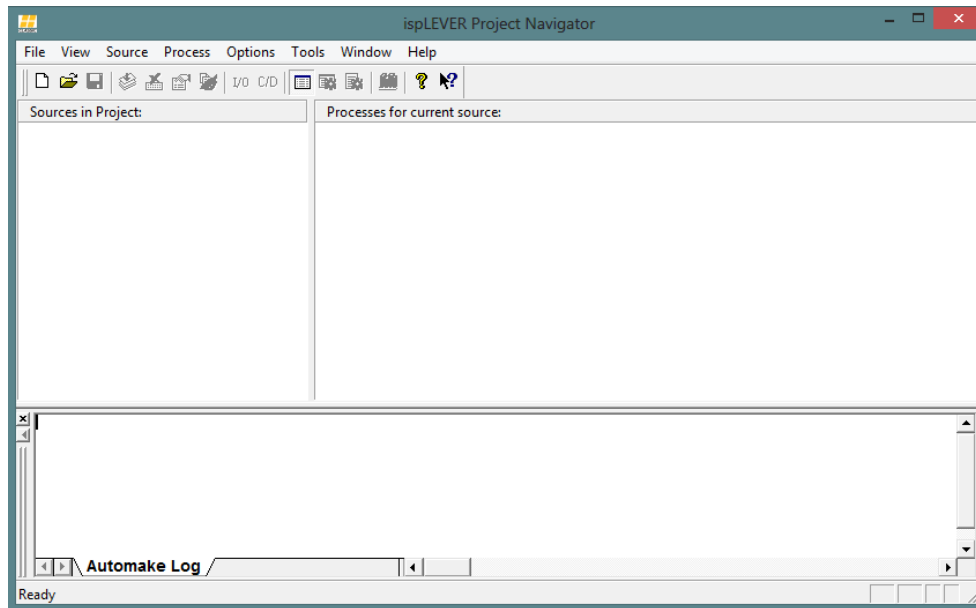 ispLEVER Project Navigator
File View Source Process Options Tools Window Help
I/O C/D
Sources in Project:
Processes for current source:
Automake Log
Ready